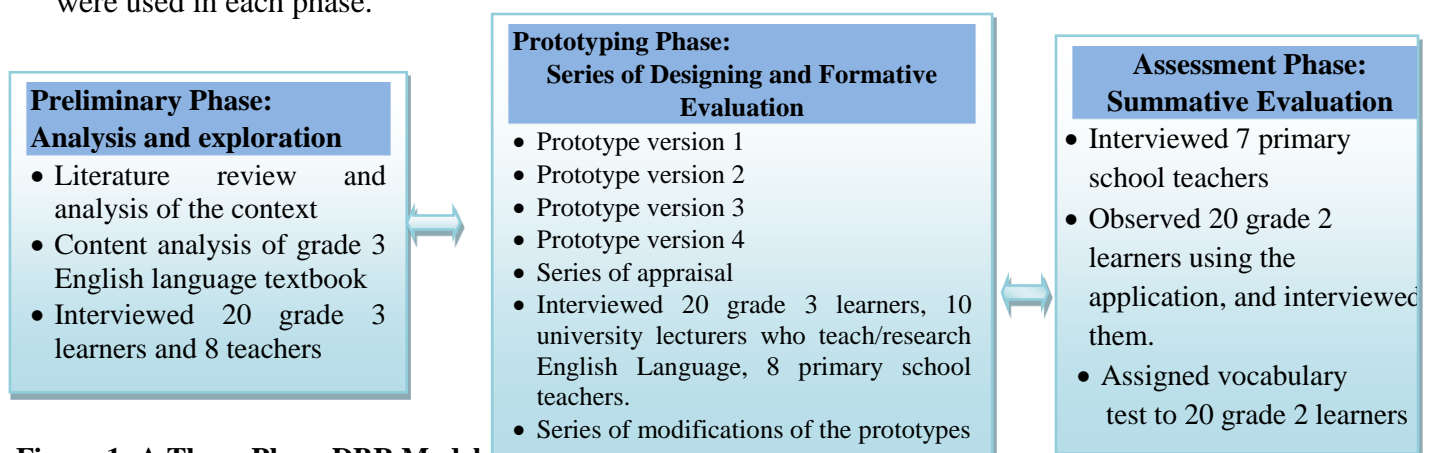 were used in each phase.
Preliminary Phase:
Analysis and exploration
• Literature review and
analysis of the context
• Content analysis of grade 3
English language textbook
• Interviewed 20 grade 3
learners and 8 teachers
Prototyping Phase:
Series of Designing and Formative
Evaluation
• Prototype version 1
• Prototype version 2
• Prototype version 3
• Prototype version 4
• Series of appraisal
• Interviewed 20 grade 3 learners, 10
university lecturers who teach/research
English Language, 8 primary school
teachers.
• Series of modifications of the prototypes
Assessment Phase:
Summative Evaluation
• Interviewed 7 primary
school teachers
• Observed 20 grade 2
learners using the
application, and interviewed
them.
• Assigned vocabulary
test to 20 grade 2 learners
Figure 1: A Three Phase DBR Model